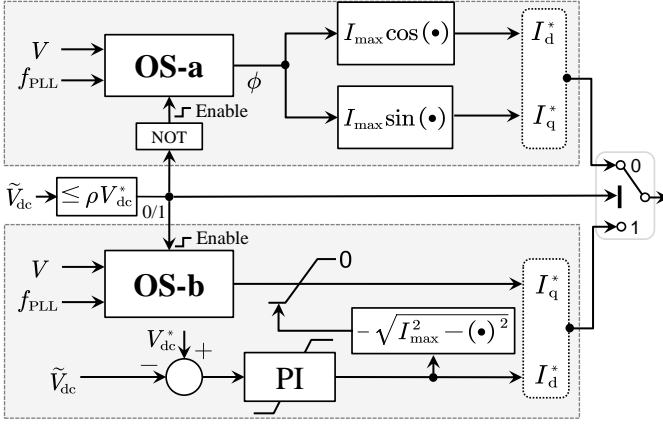 V
f_PLL
OS-a
ϕ
I_max cos(•)
I_max sin(•)
I_d^*
I_q^*
Enable
NOT
Ṽ_dc
≤ ρV_dc^*
0/1
0
1
Enable
V
f_PLL
OS-b
0
I_q^*
−√(I_max^2 − (•)^2)
V_dc^*
+
−
Ṽ_dc
PI
I_d^*